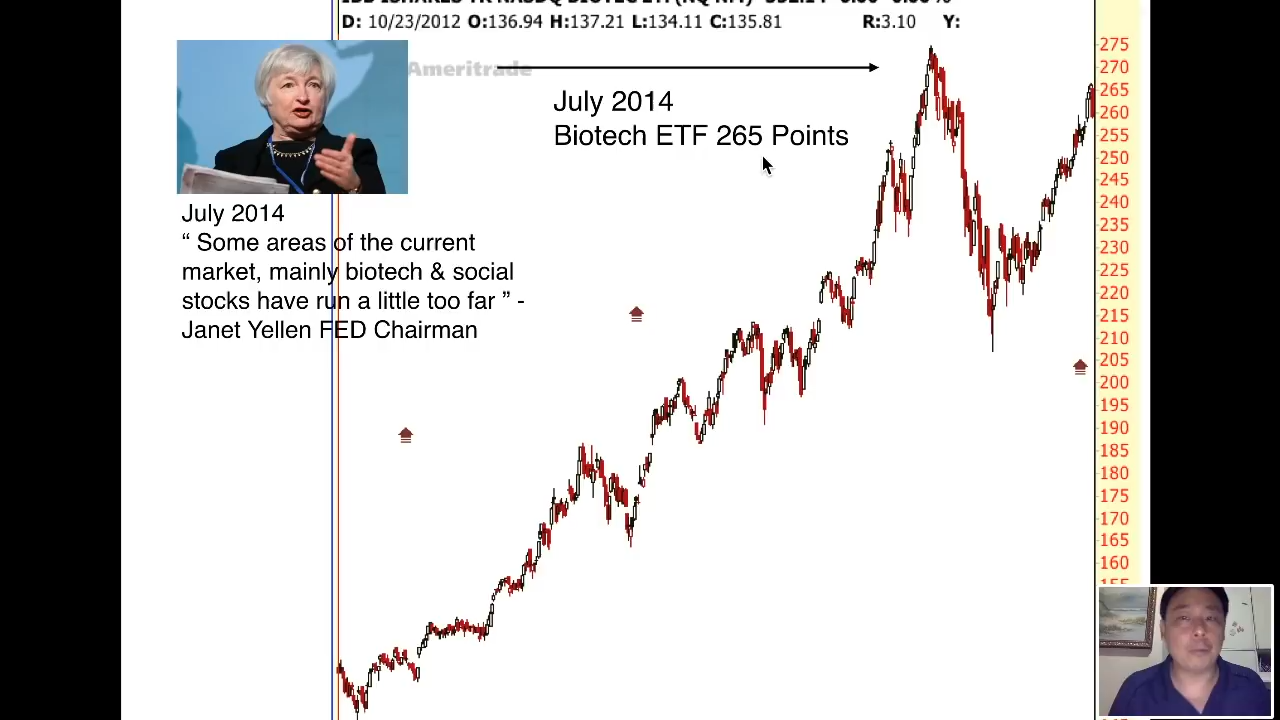 D: 10/23/2012 O:136.94 H:137.21 L:134.11 C:135.81 R:3.10 Y:
Ameritrade
July 2014
Biotech ETF 265 Points
July 2014
“ Some areas of the current
market, mainly biotech & social
stocks have run a little too far ” -
Janet Yellen FED Chairman
275
270
265
260
255
250
245
240
235
230
225
220
215
210
205
200
195
190
185
180
175
170
165
160